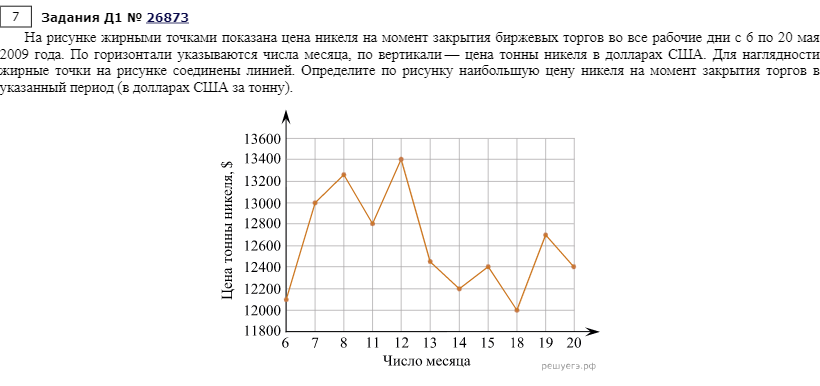 7 Задания Д1 № 26873
На рисунке жирными точками показана цена никеля на момент закрытия биржевых торгов во все рабочие дни с 6 по 20 мая
2009 года. По горизонтали указываются числа месяца, по вертикали — цена тонны никеля в долларах США. Для наглядности
жирные точки на рисунке соединены линией. Определите по рисунку наибольшую цену никеля на момент закрытия торгов в
указанный период (в долларах США за тонну).
Цена тонны никеля, $
13600
13400
13200
13000
12800
12600
12400
12200
12000
11800
6 7 8 11 12 13 14 15 18 19 20
Число месяца
решуегэ.рф